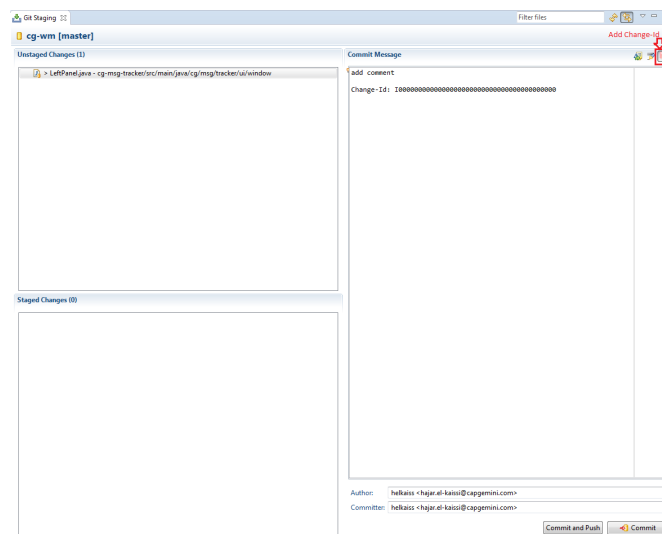 Git Staging
Filter files
cg-wm [master]
Add Change-Id
Unstaged Changes (1)
Commit Message
> LeftPanel.java - cg-msg-tracker/src/main/java/cg/msg/tracker/ui/window
add comment
Change-Id: I0000000000000000000000000000000000000000
Staged Changes (0)
Author: helkaiss <hajar.el-kaissi@capgemini.com>
Committer: helkaiss <hajar.el-kaissi@capgemini.com>
Commit and Push
Commit